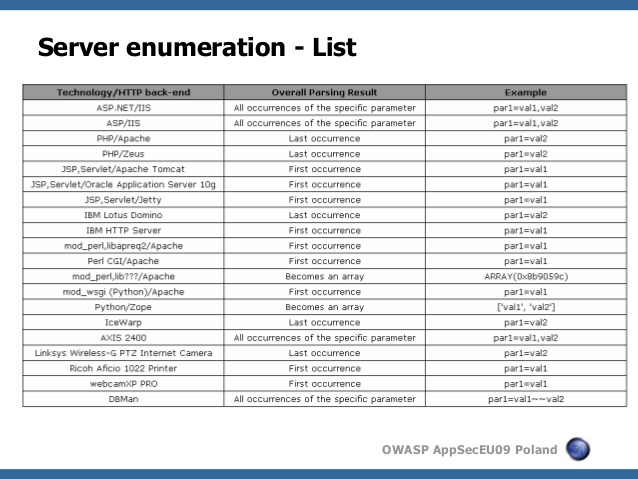 Server enumeration - List
Technology/HTTP back-end Overall Parsing Result Example
ASP.NET/IIS All occurrences of the specific parameter par1=val1,val2
ASP/IIS All occurrences of the specific parameter par1=val1,val2
PHP/Apache Last occurrence par1=val2
PHP/Zeus Last occurrence par1=val2
JSP,Servlet/Apache Tomcat First occurrence par1=val1
JSP,Servlet/Oracle Application Server 10g First occurrence par1=val1
JSP,Servlet/Jetty First occurrence par1=val1
IBM Lotus Domino Last occurrence par1=val2
IBM HTTP Server First occurrence par1=val1
mod_perl,libapreq2/Apache First occurrence par1=val1
Perl CGI/Apache First occurrence par1=val1
mod_perl,lib???/Apache Becomes an array ARRAY(0x8b9059c)
mod_wsgi (Python)/Apache First occurrence par1=val1
Python/Zope Becomes an array ['val1', 'val2']
IceWarp Last occurrence par1=val2
AXIS 2400 All occurrences of the specific parameter par1=val1,val2
Linksys Wireless-G PTZ Internet Camera Last occurrence par1=val2
Ricoh Aficio 1022 Printer First occurrence par1=val1
webcamXP PRO First occurrence par1=val1
DBMan All occurrences of the specific parameter par1=val1~~val2
OWASP AppSecEU09 Poland